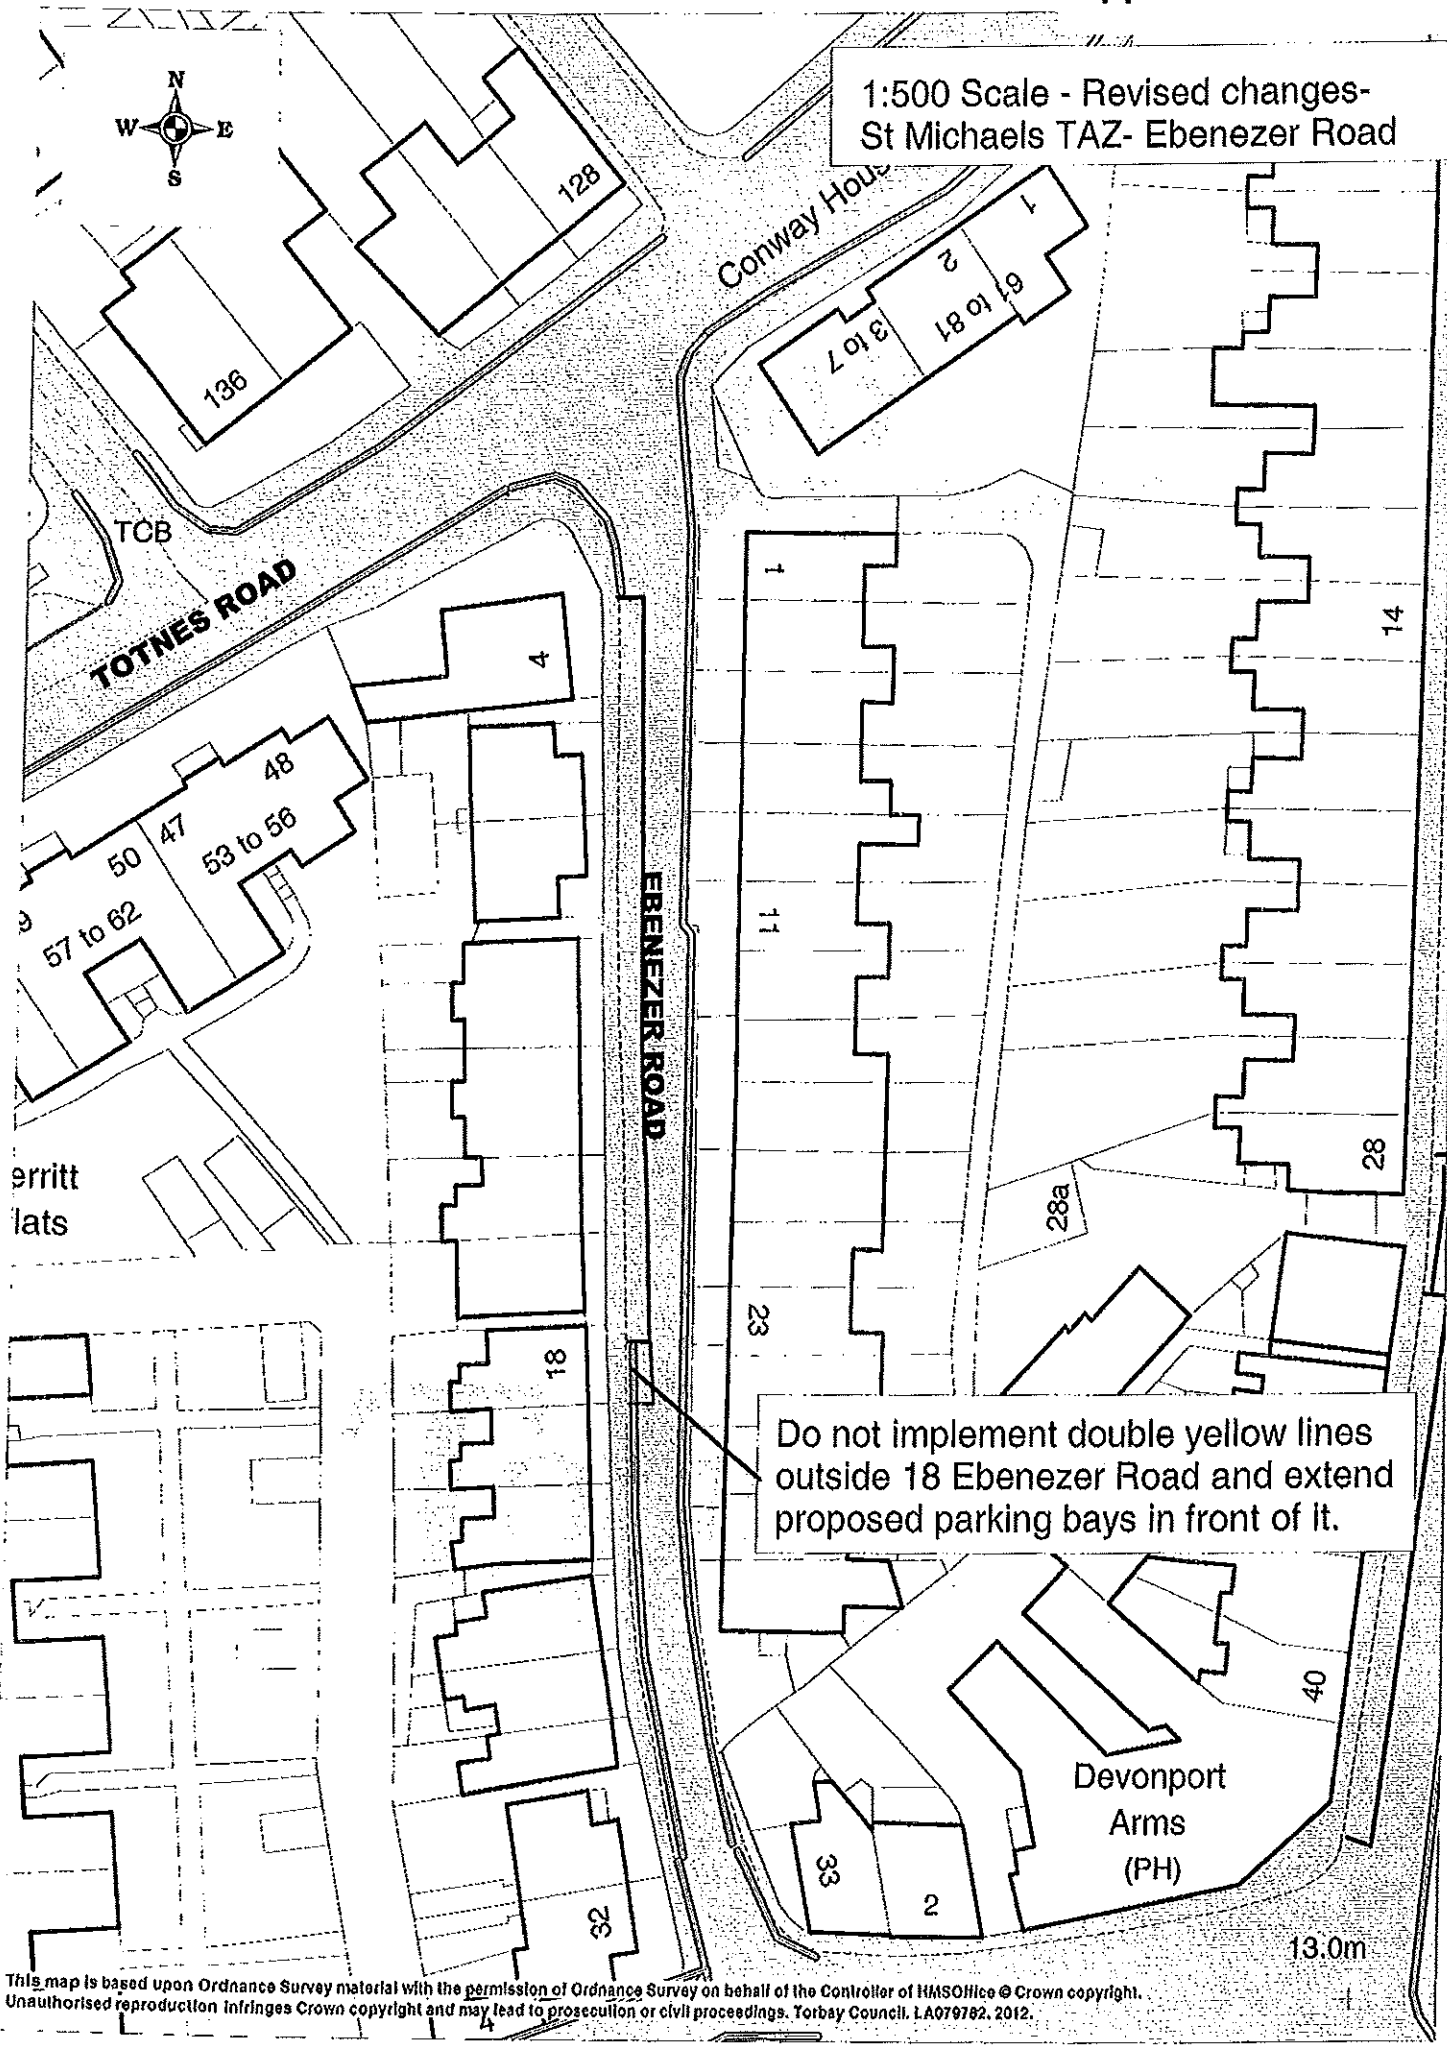 1:500 Scale - Revised changes-
St Michaels TAZ- Ebenezer Road
N
W E
S
128
136
Conway
1
2
3 to 7
61 to 81
TCB
TOTNES ROAD
4
1
14
48
47
50
53 to 56
57 to 62
9
EBENEZER ROAD
11
28
28a
erritt
lats
23
18
Do not implement double yellow lines
outside 18 Ebenezer Road and extend
proposed parking bays in front of it.
40
Devonport
Arms
(PH)
33
2
32
13.0m
This map is based upon Ordnance Survey material with the permission of Ordnance Survey on behalf of the Controller of HMSOffice © Crown copyright.
Unauthorised reproduction infringes Crown copyright and may lead to prosecution or civil proceedings. Torbay Council. LA079782. 2012.
4